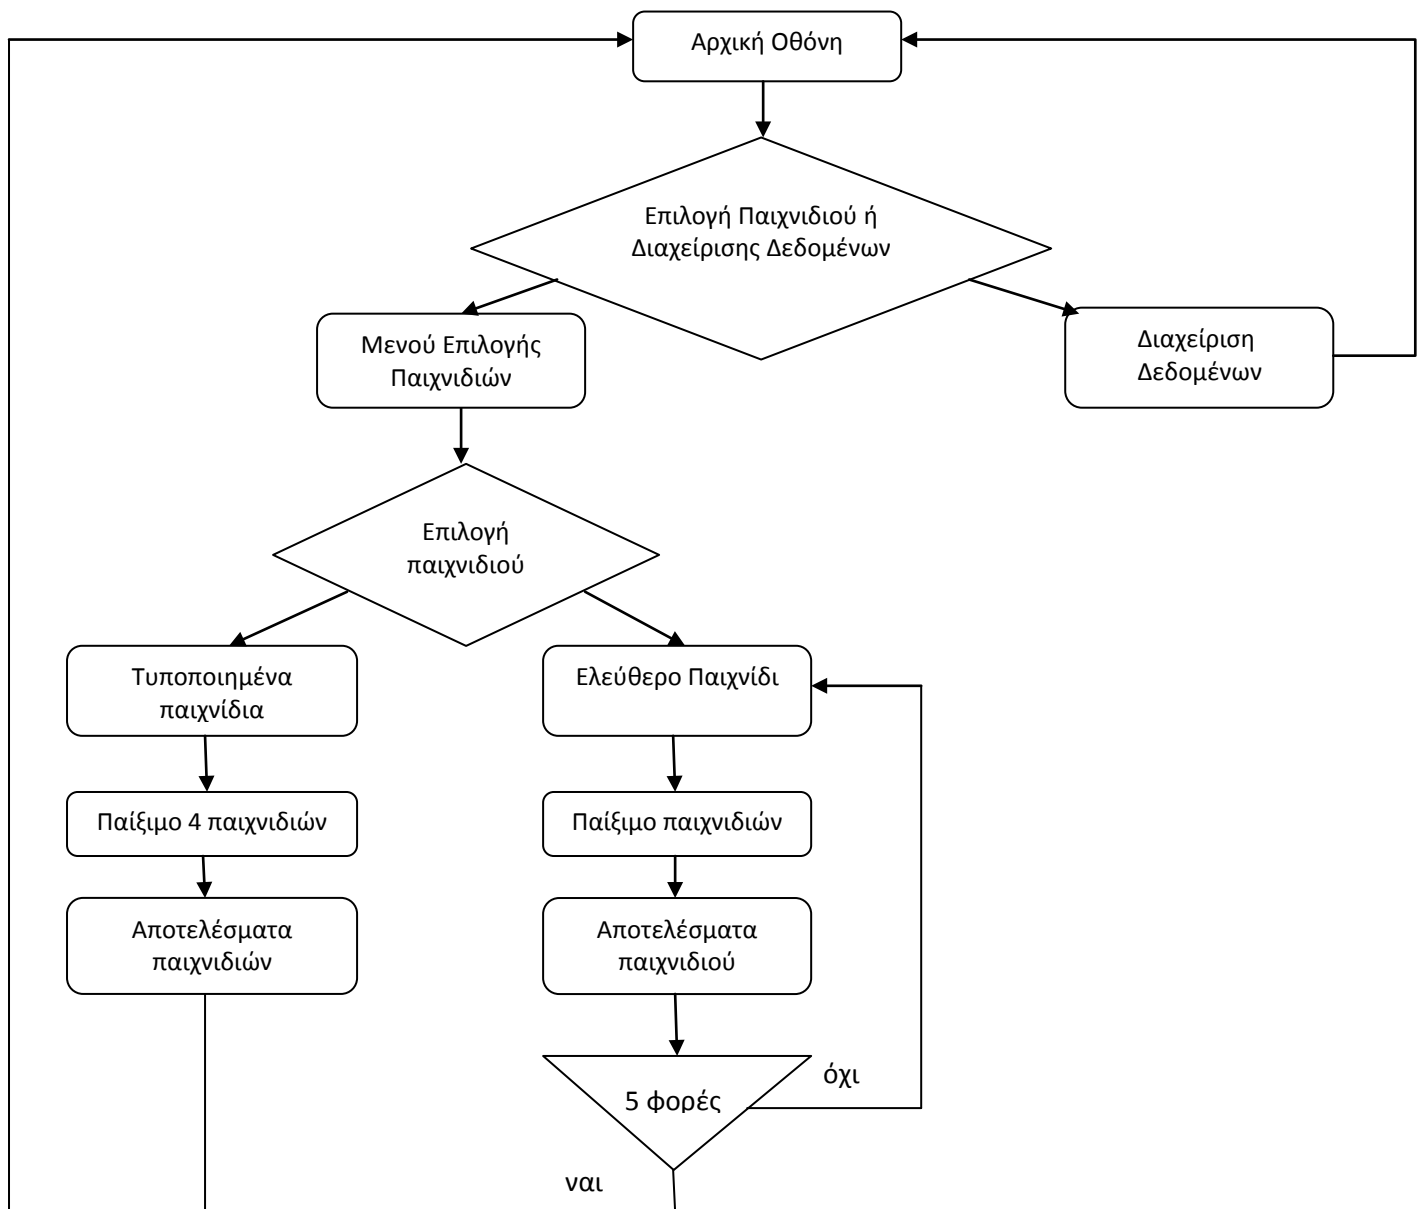 Αρχική Οθόνη
Επιλογή Παιχνιδιού ή
Διαχείρισης Δεδομένων
Μενού Επιλογής
Παιχνιδιών
Διαχείριση
Δεδομένων
Επιλογή
παιχνιδιού
Τυποποιημένα
παιχνίδια
Ελεύθερο Παιχνίδι
Παίξιμο 4 παιχνιδιών
Παίξιμο παιχνιδιών
Αποτελέσματα
παιχνιδιών
Αποτελέσματα
παιχνιδιού
5 φορές
όχι
ναι